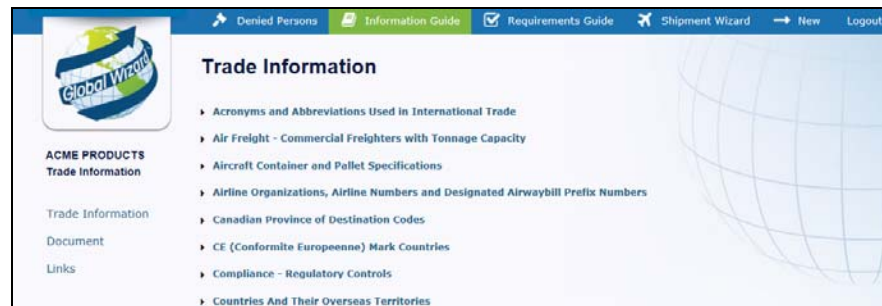 Denied Persons Information Guide Requirements Guide Shipment Wizard New Logout
Global Wizard
Trade Information
Acronyms and Abbreviations Used in International Trade
Air Freight - Commercial Freighters with Tonnage Capacity
Aircraft Container and Pallet Specifications
Airline Organizations, Airline Numbers and Designated Airwaybill Prefix Numbers
Canadian Province of Destination Codes
CE (Conformite Europeenne) Mark Countries
Compliance - Regulatory Controls
Countries And Their Overseas Territories
ACME PRODUCTS
Trade Information
Trade Information
Document
Links